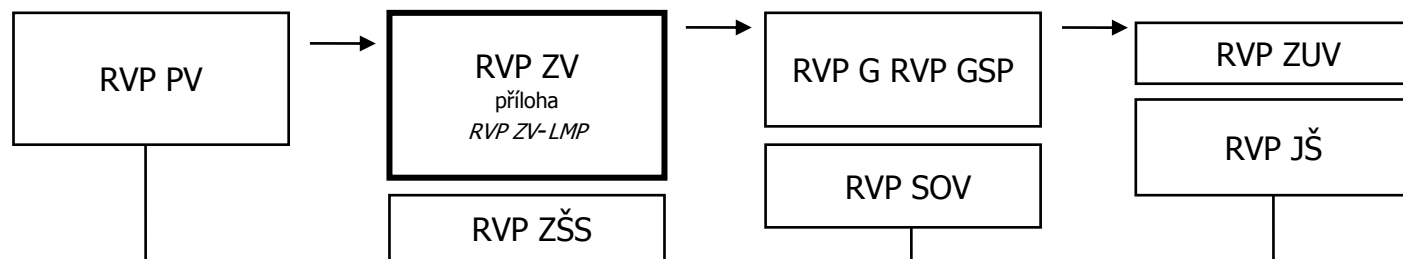 RVP PV
RVP ZV
příloha
RVP ZV-LMP
RVP ZŠS
RVP G RVP GSP
RVP SOV
RVP ZUV
RVP JŠ